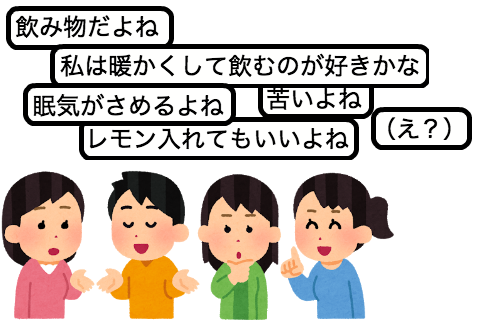 飲み物だよね
私は暖かくして飲むのが好きかな
眠気がさめるよね
苦いよね
レモン入れてもいいよね
（え？）